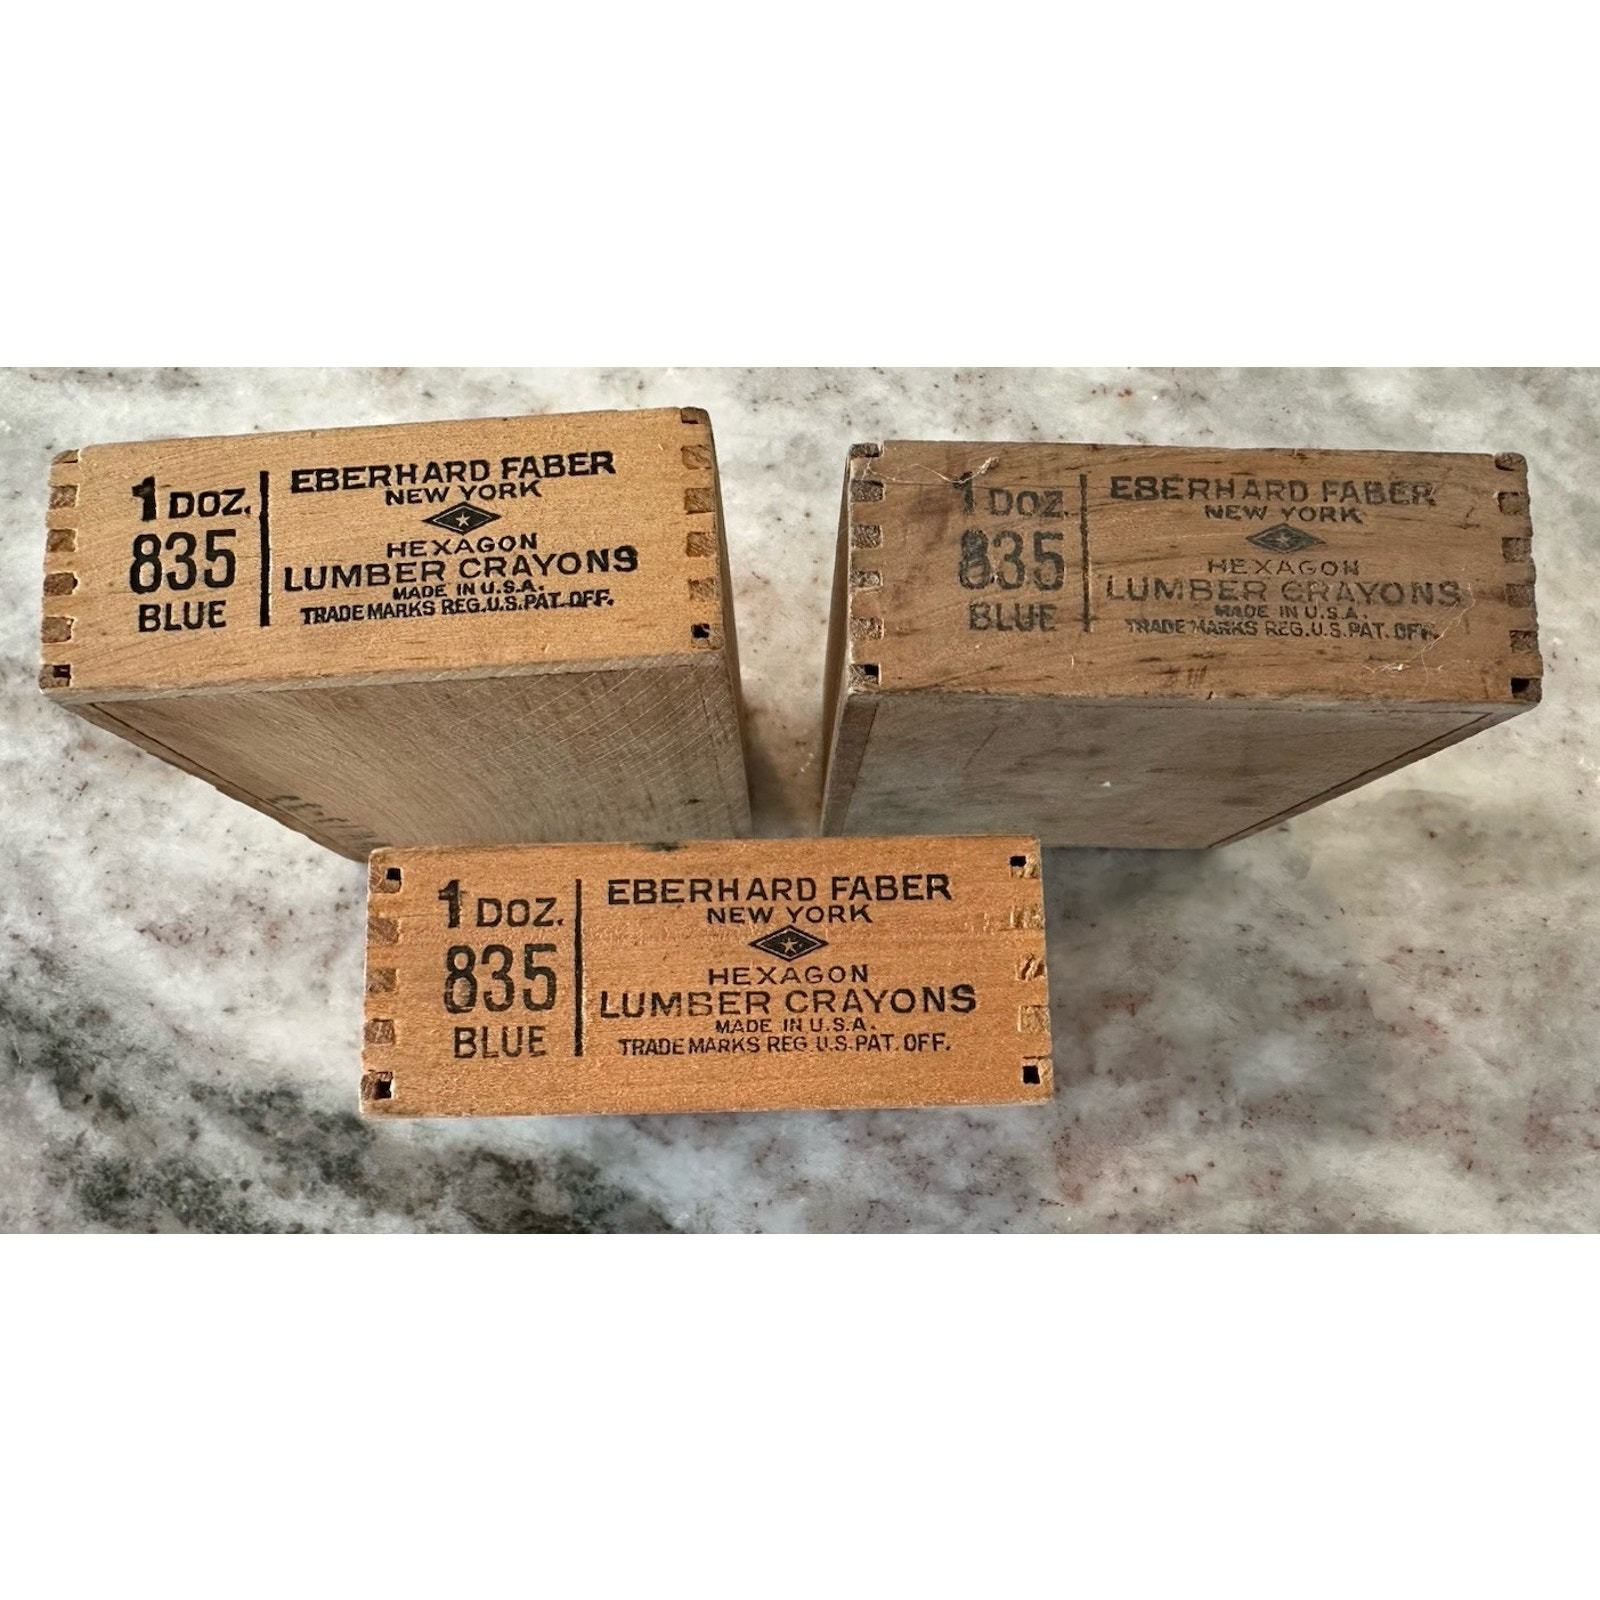 1 DOZ.
835
BLUE
EBERHARD FABER
NEW YORK
HEXAGON
LUMBER CRAYONS
MADE IN U.S.A.
TRADE MARKS REG.U.S.PAT.OFF.
1 DOZ.
835
BLUE
EBERHARD FABER
NEW YORK
HEXAGON
LUMBER CRAYONS
MADE IN U.S.A.
TRADE MARKS REG.U.S.PAT.OFF.
1 DOZ.
835
BLUE
EBERHARD FABER
NEW YORK
HEXAGON
LUMBER CRAYONS
MADE IN U.S.A.
TRADE MARKS REG U.S.PAT.OFF.